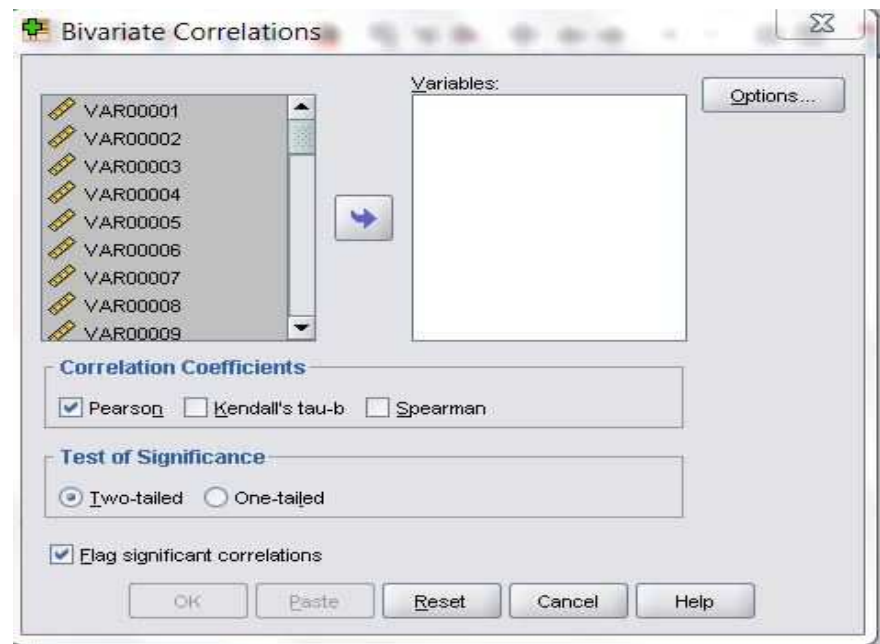 Bivariate Correlations
Variables:
Options...
VAR00001
VAR00002
VAR00003
VAR00004
VAR00005
VAR00006
VAR00007
VAR00008
VAR00009
Correlation Coefficients
Pearson Kendall's tau-b Spearman
Test of Significance
Two-tailed One-tailed
Flag significant correlations
OK Paste Reset Cancel Help